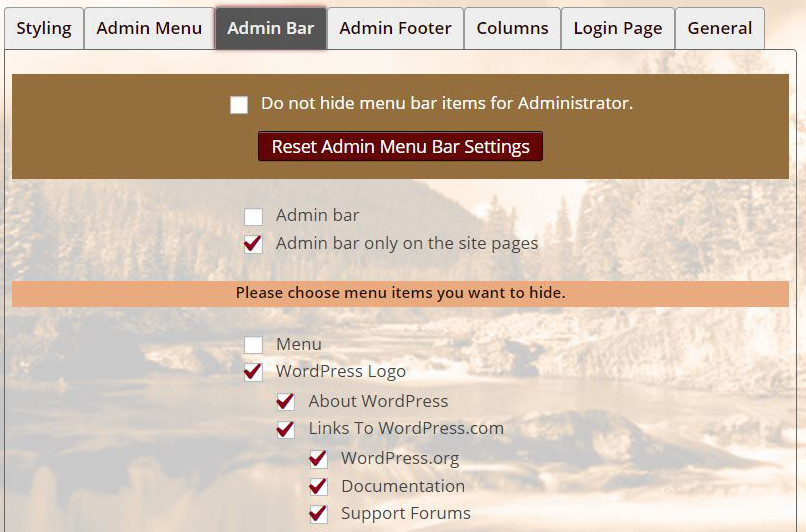 Styling Admin Menu Admin Bar Admin Footer Columns Login Page General
Do not hide menu bar items for Administrator.
Reset Admin Menu Bar Settings
Admin bar
Admin bar only on the site pages
Please choose menu items you want to hide.
Menu
WordPress Logo
About WordPress
Links To WordPress.com
WordPress.org
Documentation
Support Forums